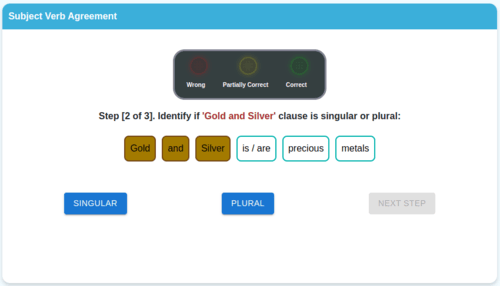 Subject Verb Agreement
Wrong Partially Correct Correct
Step [2 of 3]. Identify if 'Gold and Silver' clause is singular or plural:
Gold and Silver is / are precious metals
SINGULAR PLURAL NEXT STEP